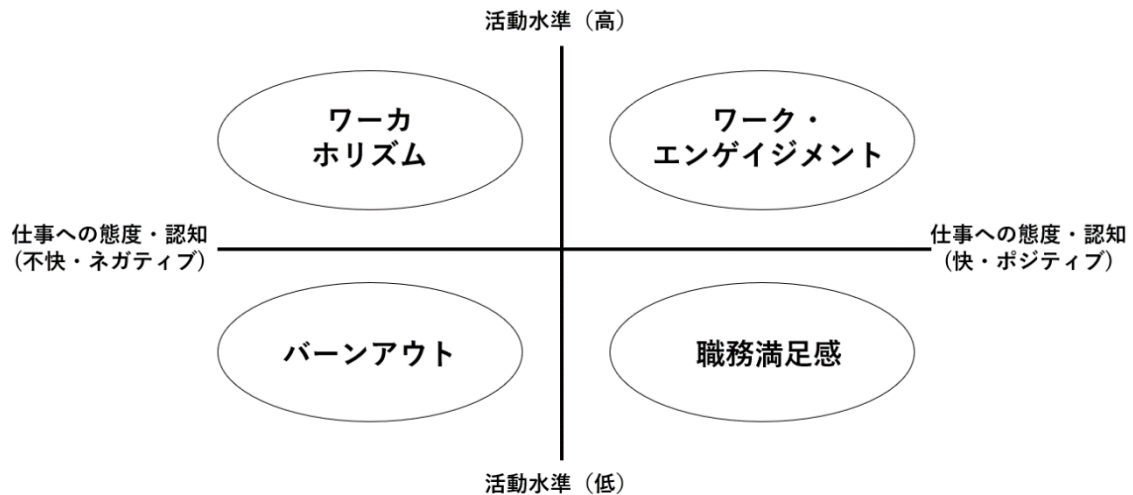 活動水準（高）
ワーカ
ホリズム
ワーク・
エンゲイジメント
仕事への態度・認知
(不快・ネガティブ)
仕事への態度・認知
(快・ポジティブ)
バーンアウト
職務満足感
活動水準（低）